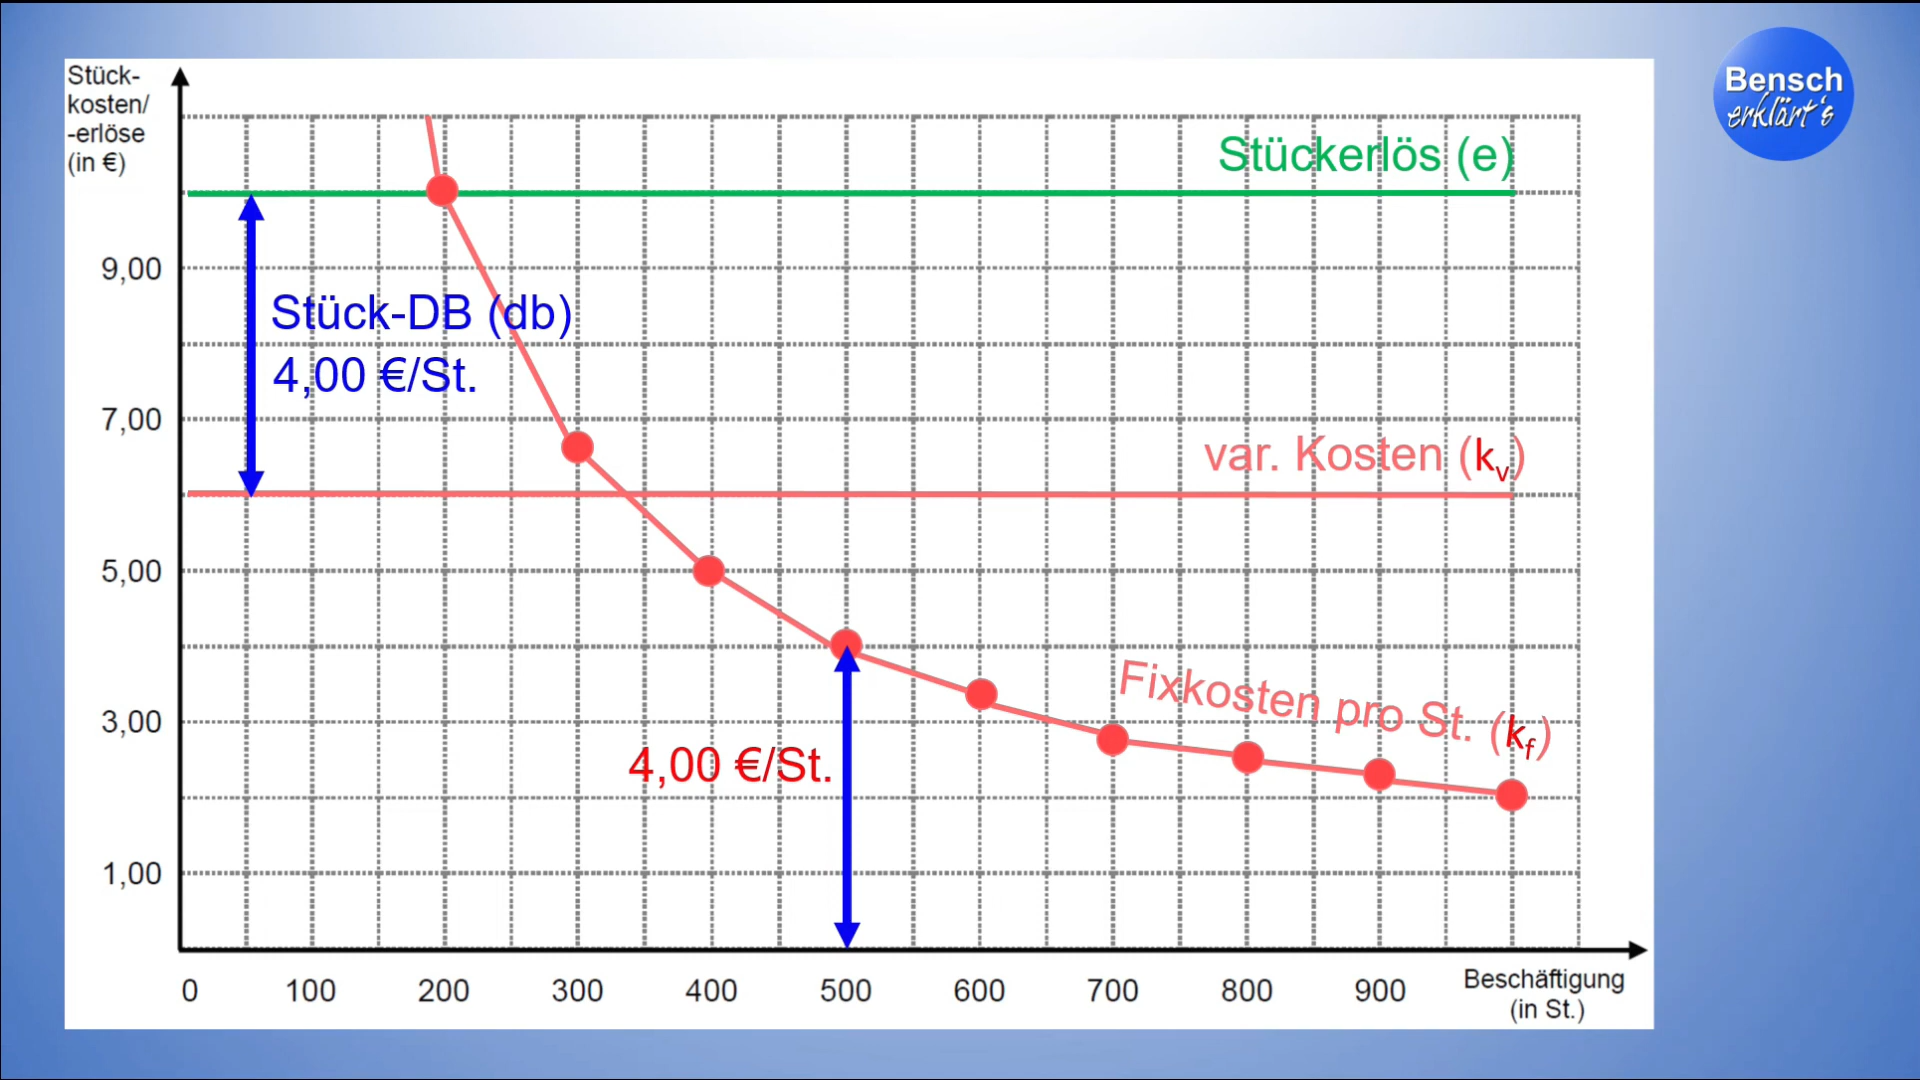 Stück-
kosten/
-erlöse
(in €)
Bensch
erklärt's
Stückerlös (e)
9,00
Stück-DB (db)
4,00 €/St.
7,00
var. Kosten (kv)
5,00
Fixkosten pro St. (kf)
3,00
4,00 €/St.
1,00
0 100 200 300 400 500 600 700 800 900
Beschäftigung
(in St.)